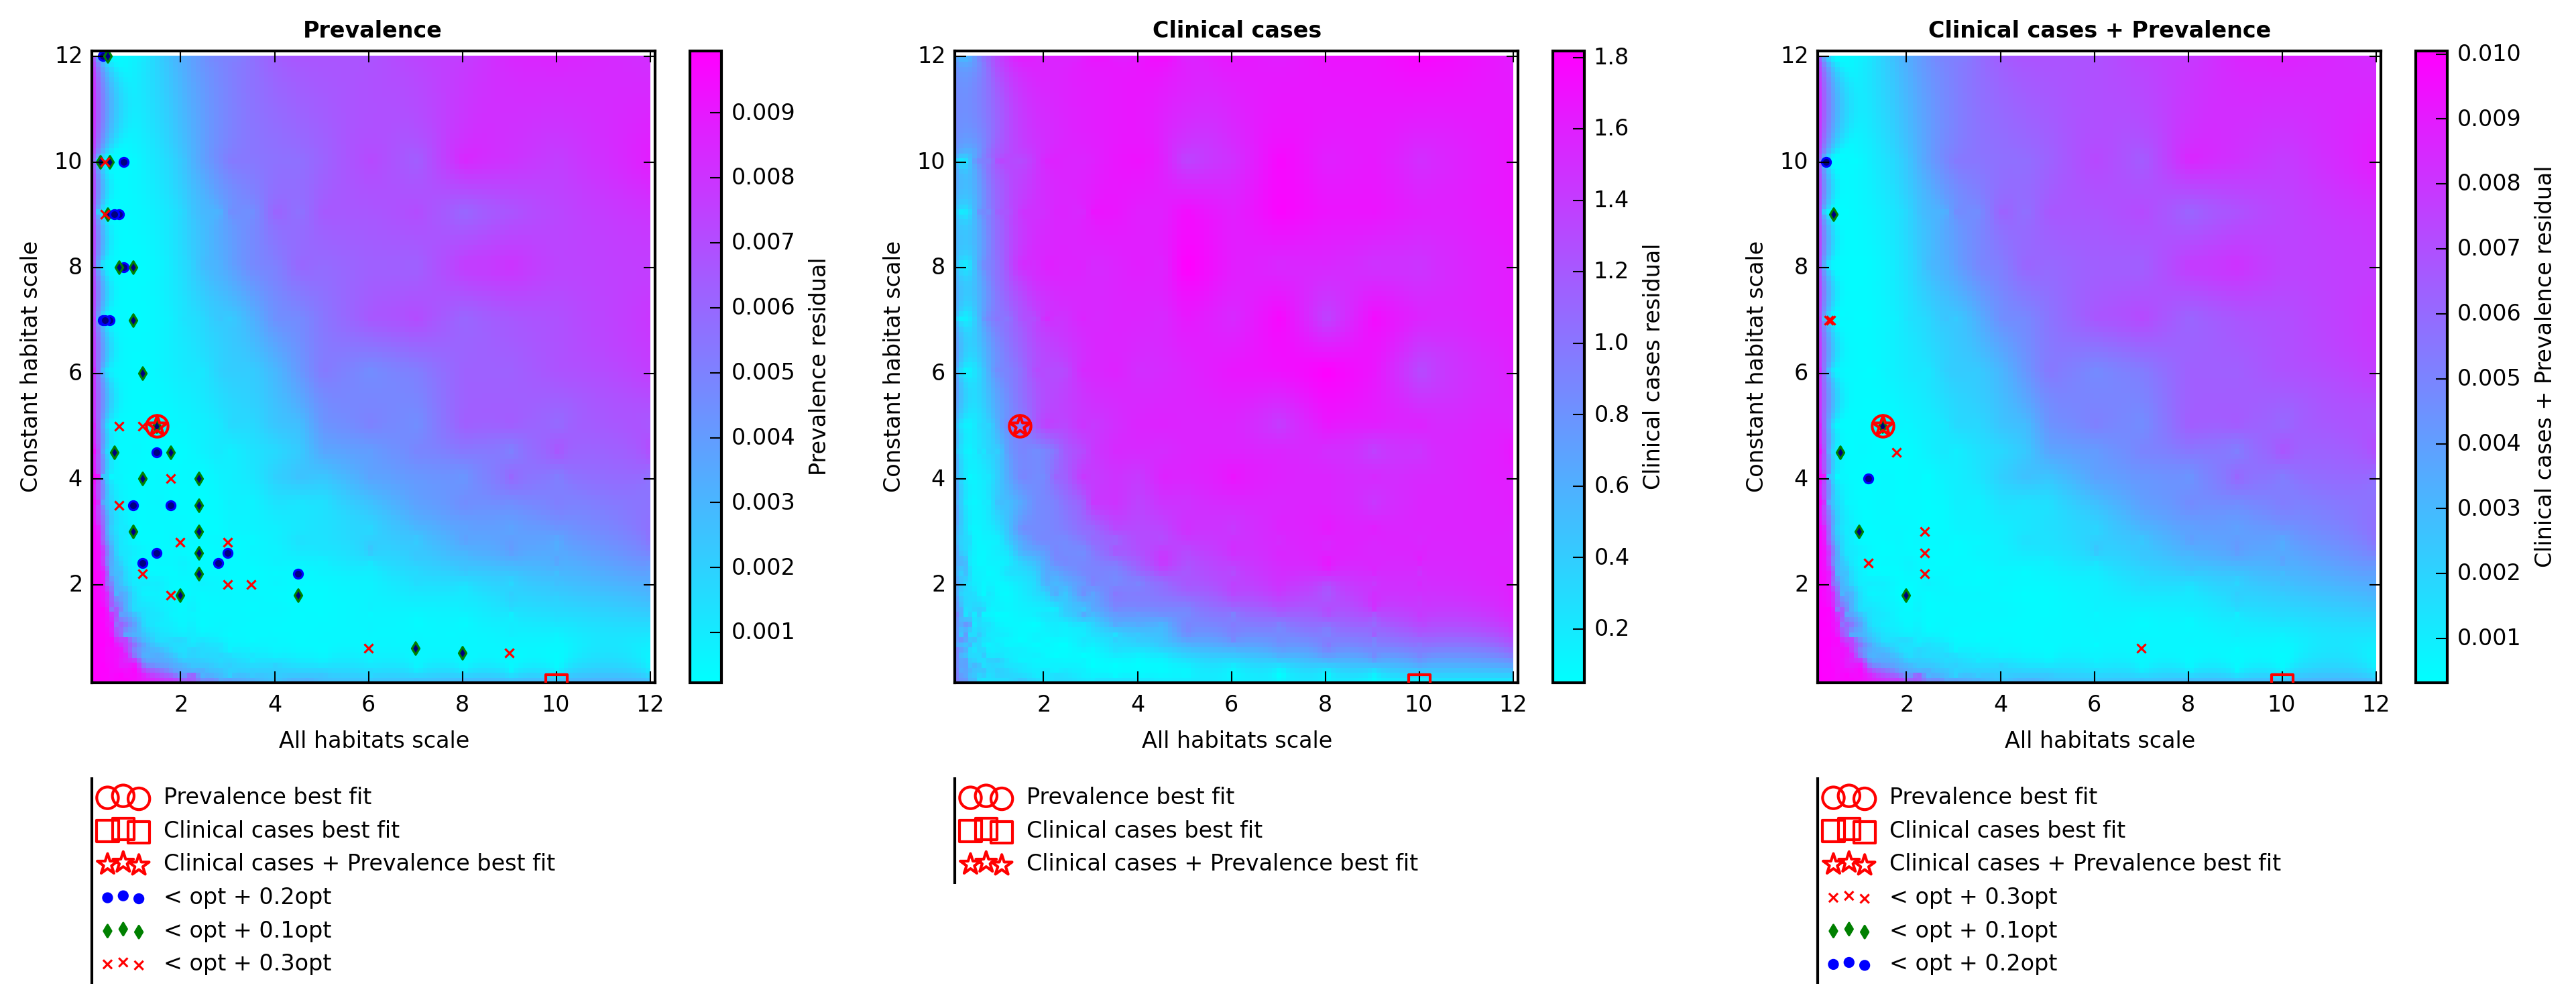 Prevalence
12
10
8
6
4
2
Constant habitat scale
2 4 6 8 10 12
All habitats scale
0.009
0.008
0.007
0.006
0.005
0.004
0.003
0.002
0.001
Prevalence residual
Prevalence best fit
Clinical cases best fit
Clinical cases + Prevalence best fit
< opt + 0.2opt
< opt + 0.1opt
< opt + 0.3opt
Clinical cases
12
10
8
6
4
2
Constant habitat scale
2 4 6 8 10 12
All habitats scale
1.8
1.6
1.4
1.2
1.0
0.8
0.6
0.4
0.2
Clinical cases residual
Prevalence best fit
Clinical cases best fit
Clinical cases + Prevalence best fit
Clinical cases + Prevalence
12
10
8
6
4
2
Constant habitat scale
2 4 6 8 10 12
All habitats scale
0.010
0.009
0.008
0.007
0.006
0.005
0.004
0.003
0.002
0.001
Clinical cases + Prevalence residual
Prevalence best fit
Clinical cases best fit
Clinical cases + Prevalence best fit
< opt + 0.3opt
< opt + 0.1opt
< opt + 0.2opt